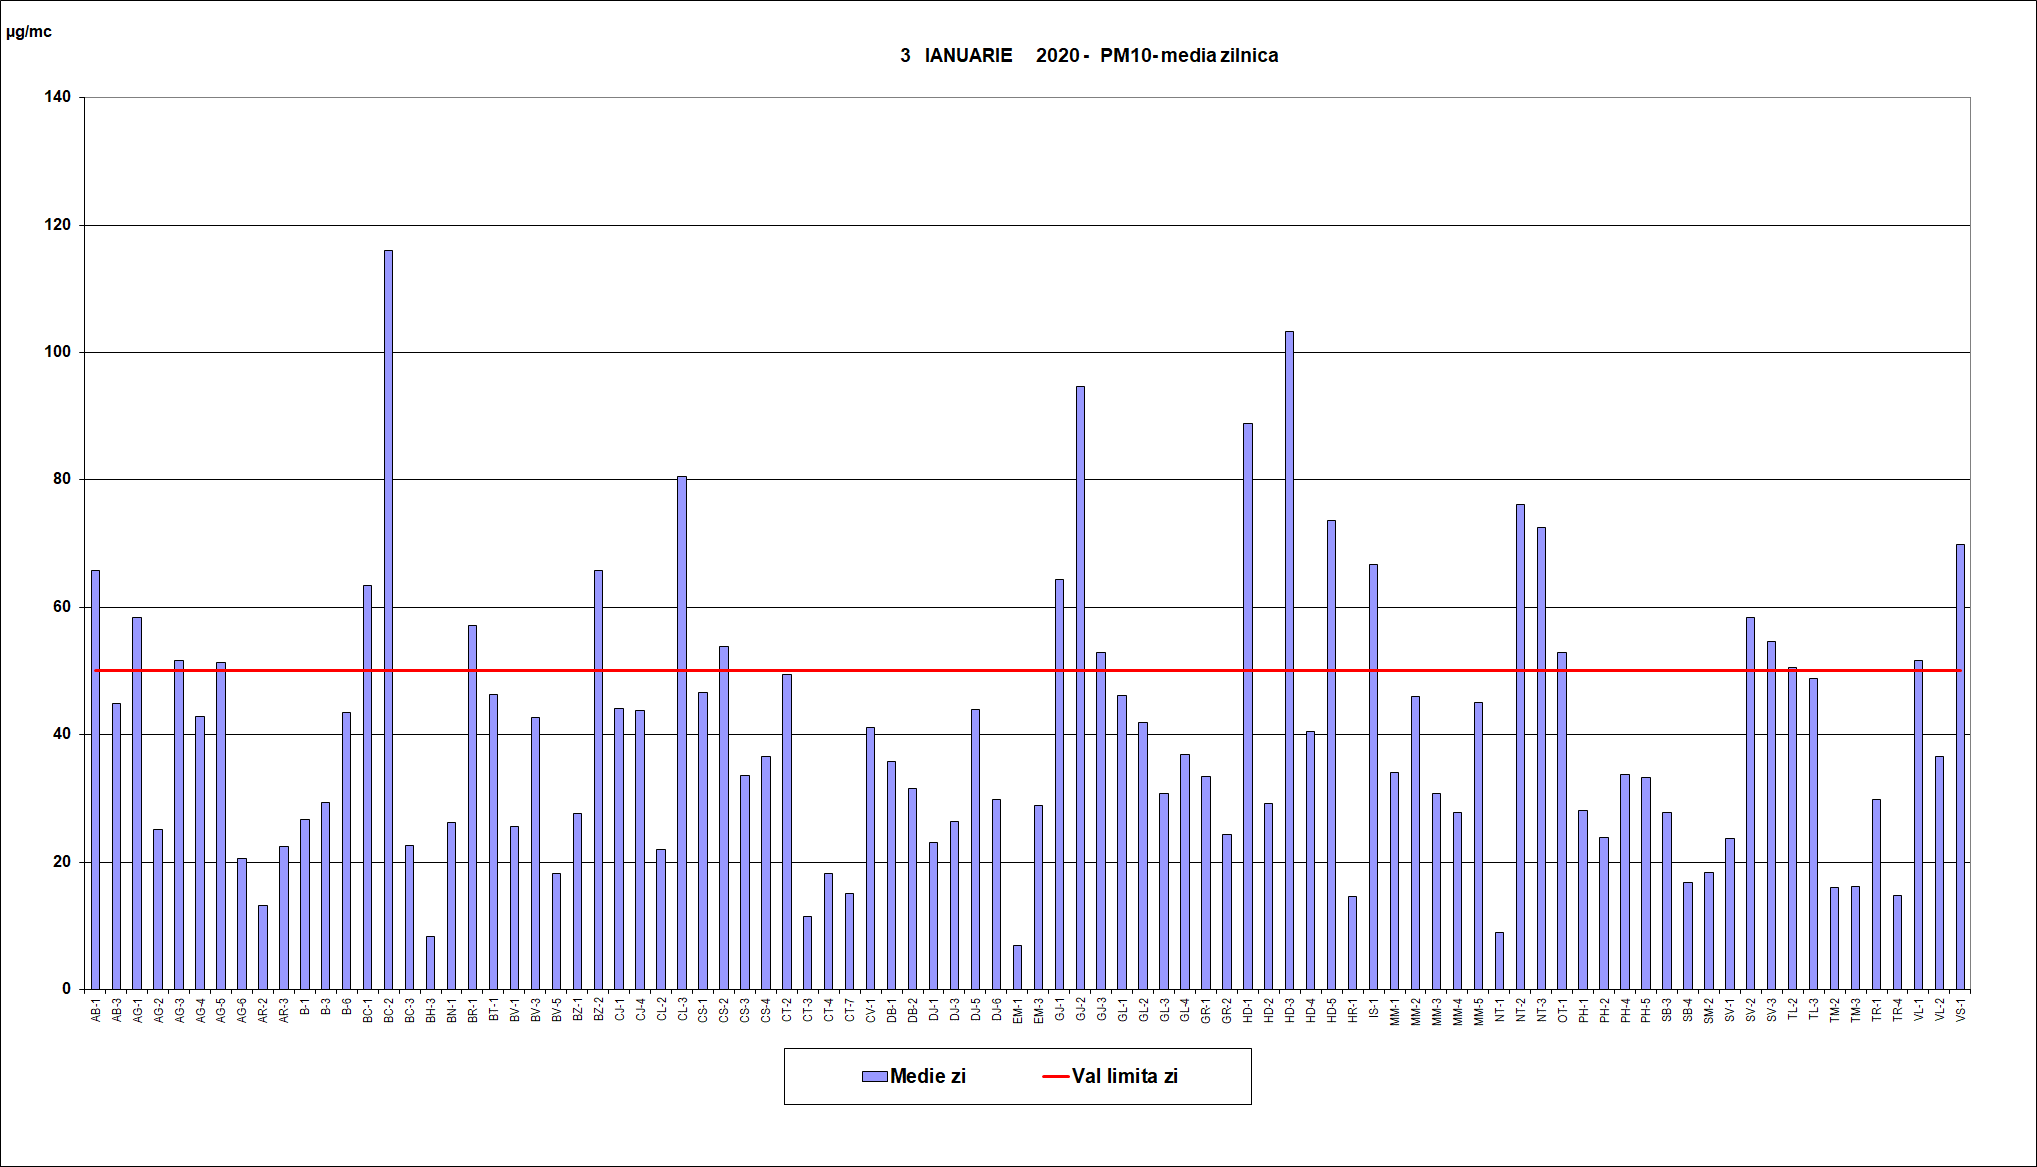 µg/mc
3 IANUARIE 2020 - PM10- media zilnica
140
120
100
80
60
40
20
0
AB-1 AB-3 AG-1 AG-2 AG-3 AG-4 AG-5 AG-6 AR-2 AR-3 B-1 B-3 B-6 BC-1 BC-2 BC-3 BH-3 BN-1 BR-1 BT-1 BV-1 BV-3 BV-5 BZ-1 BZ-2 CJ-1 CJ-4 CL-2 CL-3 CS-1 CS-2 CS-3 CS-4 CT-2 CT-3 CT-4 CT-7 CV-1 DB-1 DB-2 DJ-1 DJ-3 DJ-5 DJ-6 EM-1 EM-3 GJ-1 GJ-2 GJ-3 GL-1 GL-2 GL-3 GL-4 GR-1 GR-2 HD-1 HD-2 HD-3 HD-4 HD-5 HR-1 IS-1 MM-1 MM-2 MM-3 MM-4 MM-5 NT-1 NT-2 NT-3 OT-1 PH-1 PH-2 PH-4 PH-5 SB-3 SB-4 SM-2 SV-1 SV-2 SV-3 TL-2 TL-3 TM-2 TM-3 TR-1 TR-4 VL-1 VL-2 VS-1
Medie zi Val limita zi